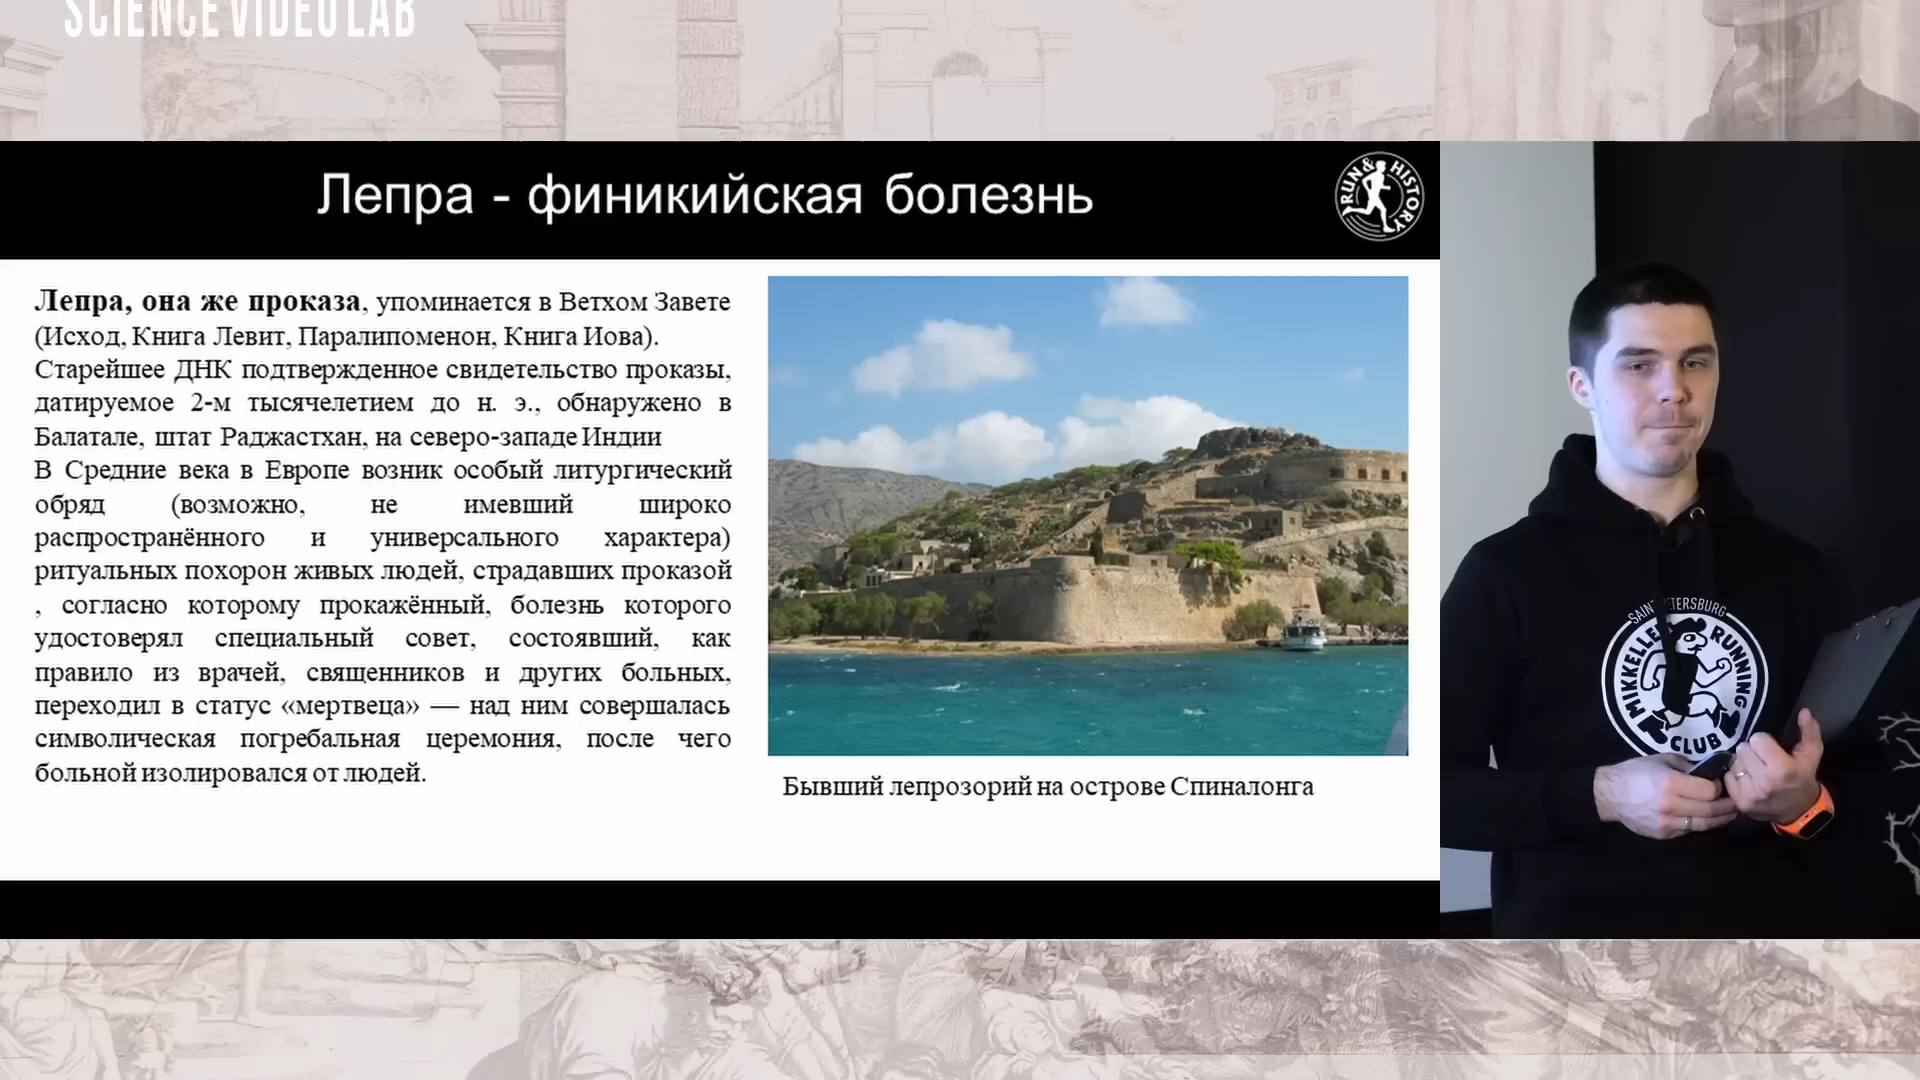 SCIENCE VIDEO LAB
Лепра - финикийская болезнь
RUN & HISTORY
Лепра, она же проказа, упоминается в Ветхом Завете
(Исход, Книга Левит, Паралипоменон, Книга Иова).
Старейшее ДНК подтвержденное свидетельство проказы,
датируемое 2-м тысячелетием до н. э., обнаружено в
Балатале, штат Раджастхан, на северо-западе Индии
В Средние века в Европе возник особый литургический
обряд (возможно, не имевший широко
распространённого и универсального характера)
ритуальных похорон живых людей, страдавших проказой
, согласно которому прокажённый, болезнь которого
удостоверял специальный совет, состоявший, как
правило из врачей, священников и других больных,
переходил в статус «мертвеца» — над ним совершалась
символическая погребальная церемония, после чего
больной изолировался от людей.
Бывший лепрозорий на острове Спиналонга
SAINT PETERSBURG
MIKKELLER RUNNING
CLUB